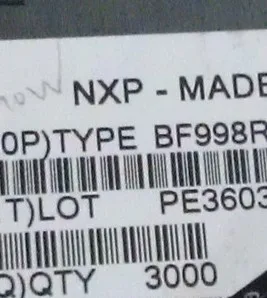 NXP - MADE
0P)TYPE BF998R
T)LOT PE3603
Q)QTY 3000